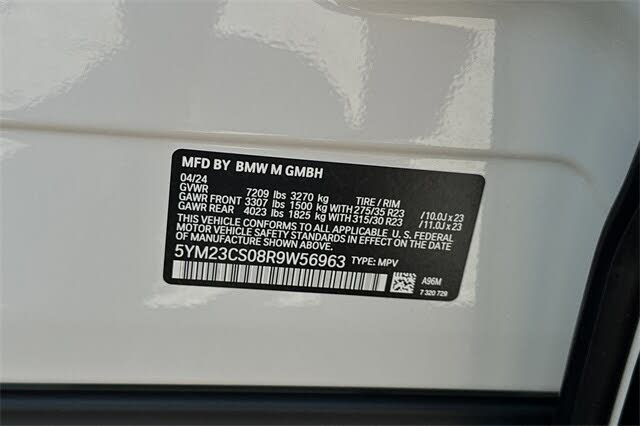 MFD BY BMW M GMBH
04/24
GVWR 7209 lbs 3270 kg TIRE / RIM
GAWR FRONT 3307 lbs 1500 kg WITH 275/35 R23 /10.0J x 23
GAWR REAR 4023 lbs 1825 kg WITH 315/30 R23 /11.0J x 23
THIS VEHICLE CONFORMS TO ALL APPLICABLE U. S. FEDERAL
MOTOR VEHICLE SAFETY STANDARDS IN EFFECT ON THE DATE OF
MANUFACTURE SHOWN ABOVE.
5YM23CS08R9W56963 TYPE: MPV
A96M
7 320 729